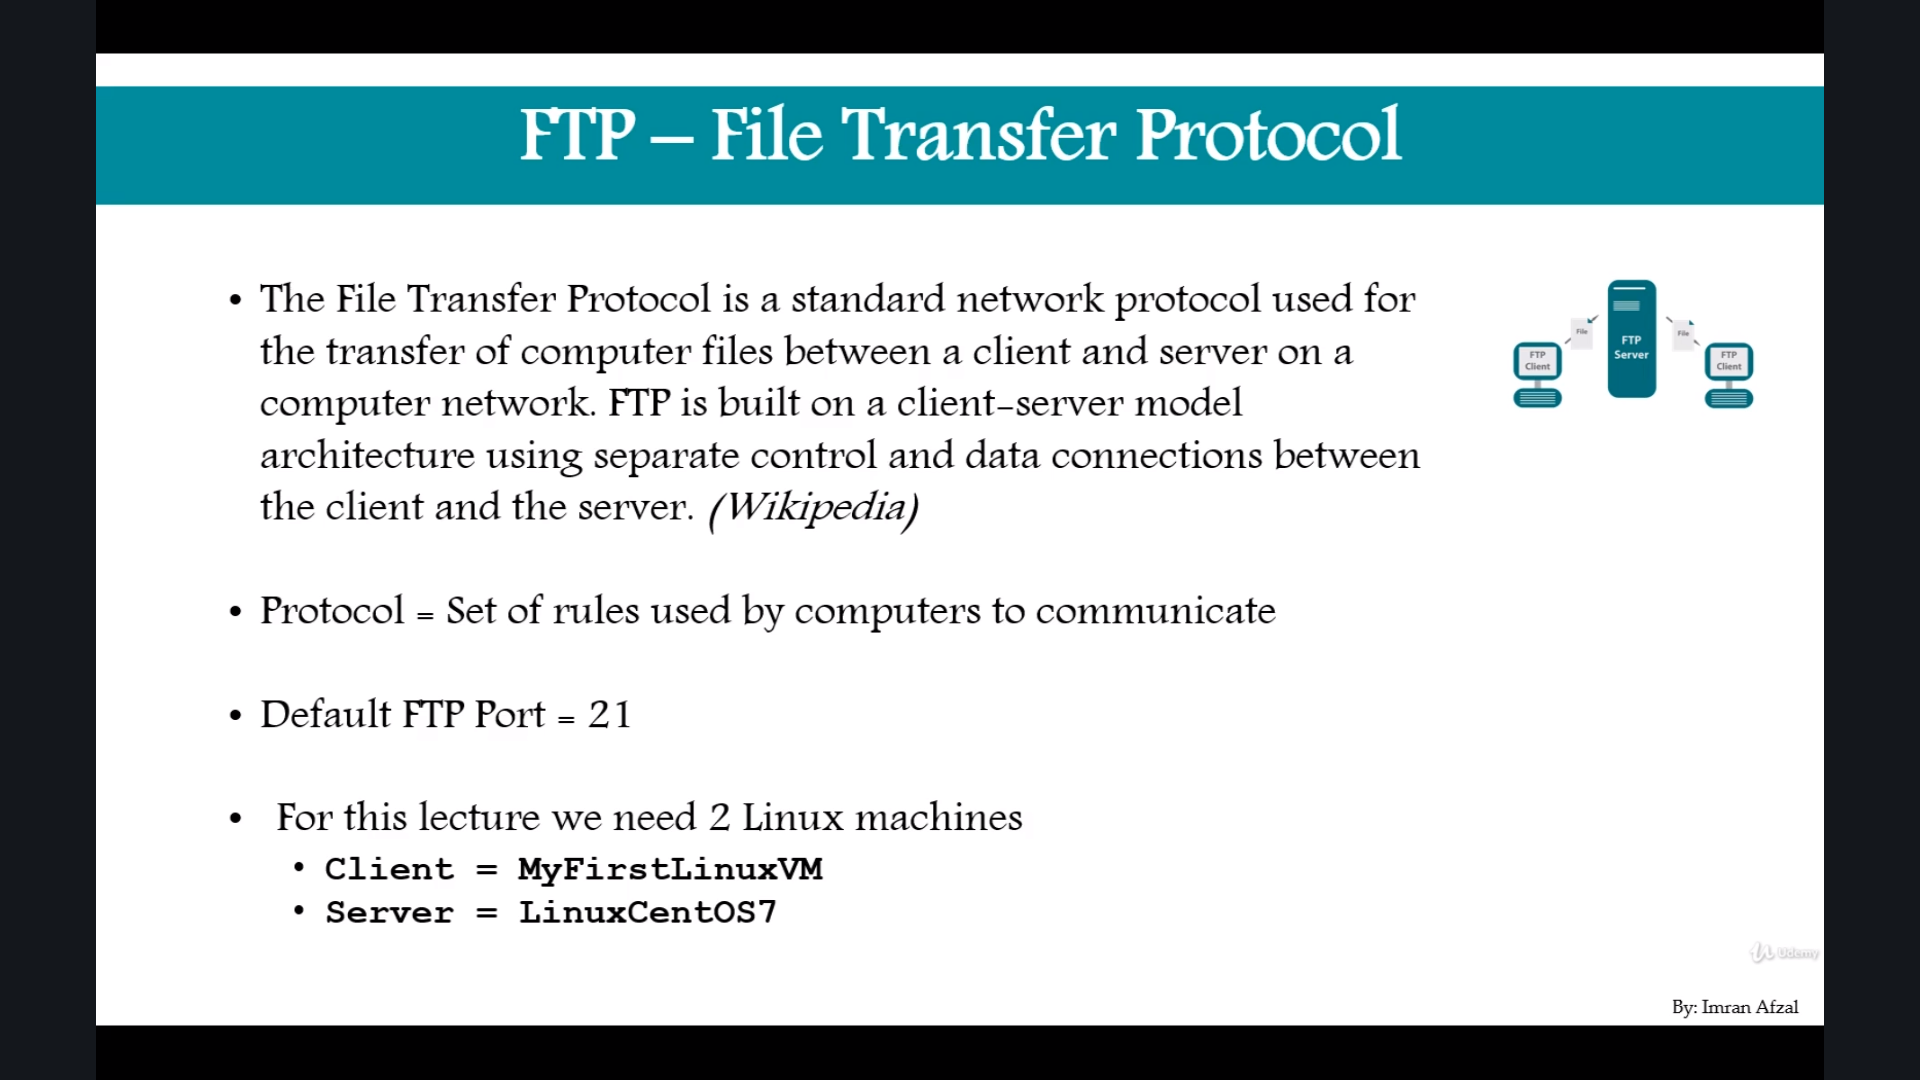 FTP – File Transfer Protocol
• The File Transfer Protocol is a standard network protocol used for
the transfer of computer files between a client and server on a
computer network. FTP is built on a client-server model
architecture using separate control and data connections between
the client and the server. (Wikipedia)
File
FTP
Server
File
FTP
Client
FTP
Client
• Protocol = Set of rules used by computers to communicate
• Default FTP Port = 21
• For this lecture we need 2 Linux machines
• Client = MyFirstLinuxVM
• Server = LinuxCentOS7
Udemy
By: Imran Afzal